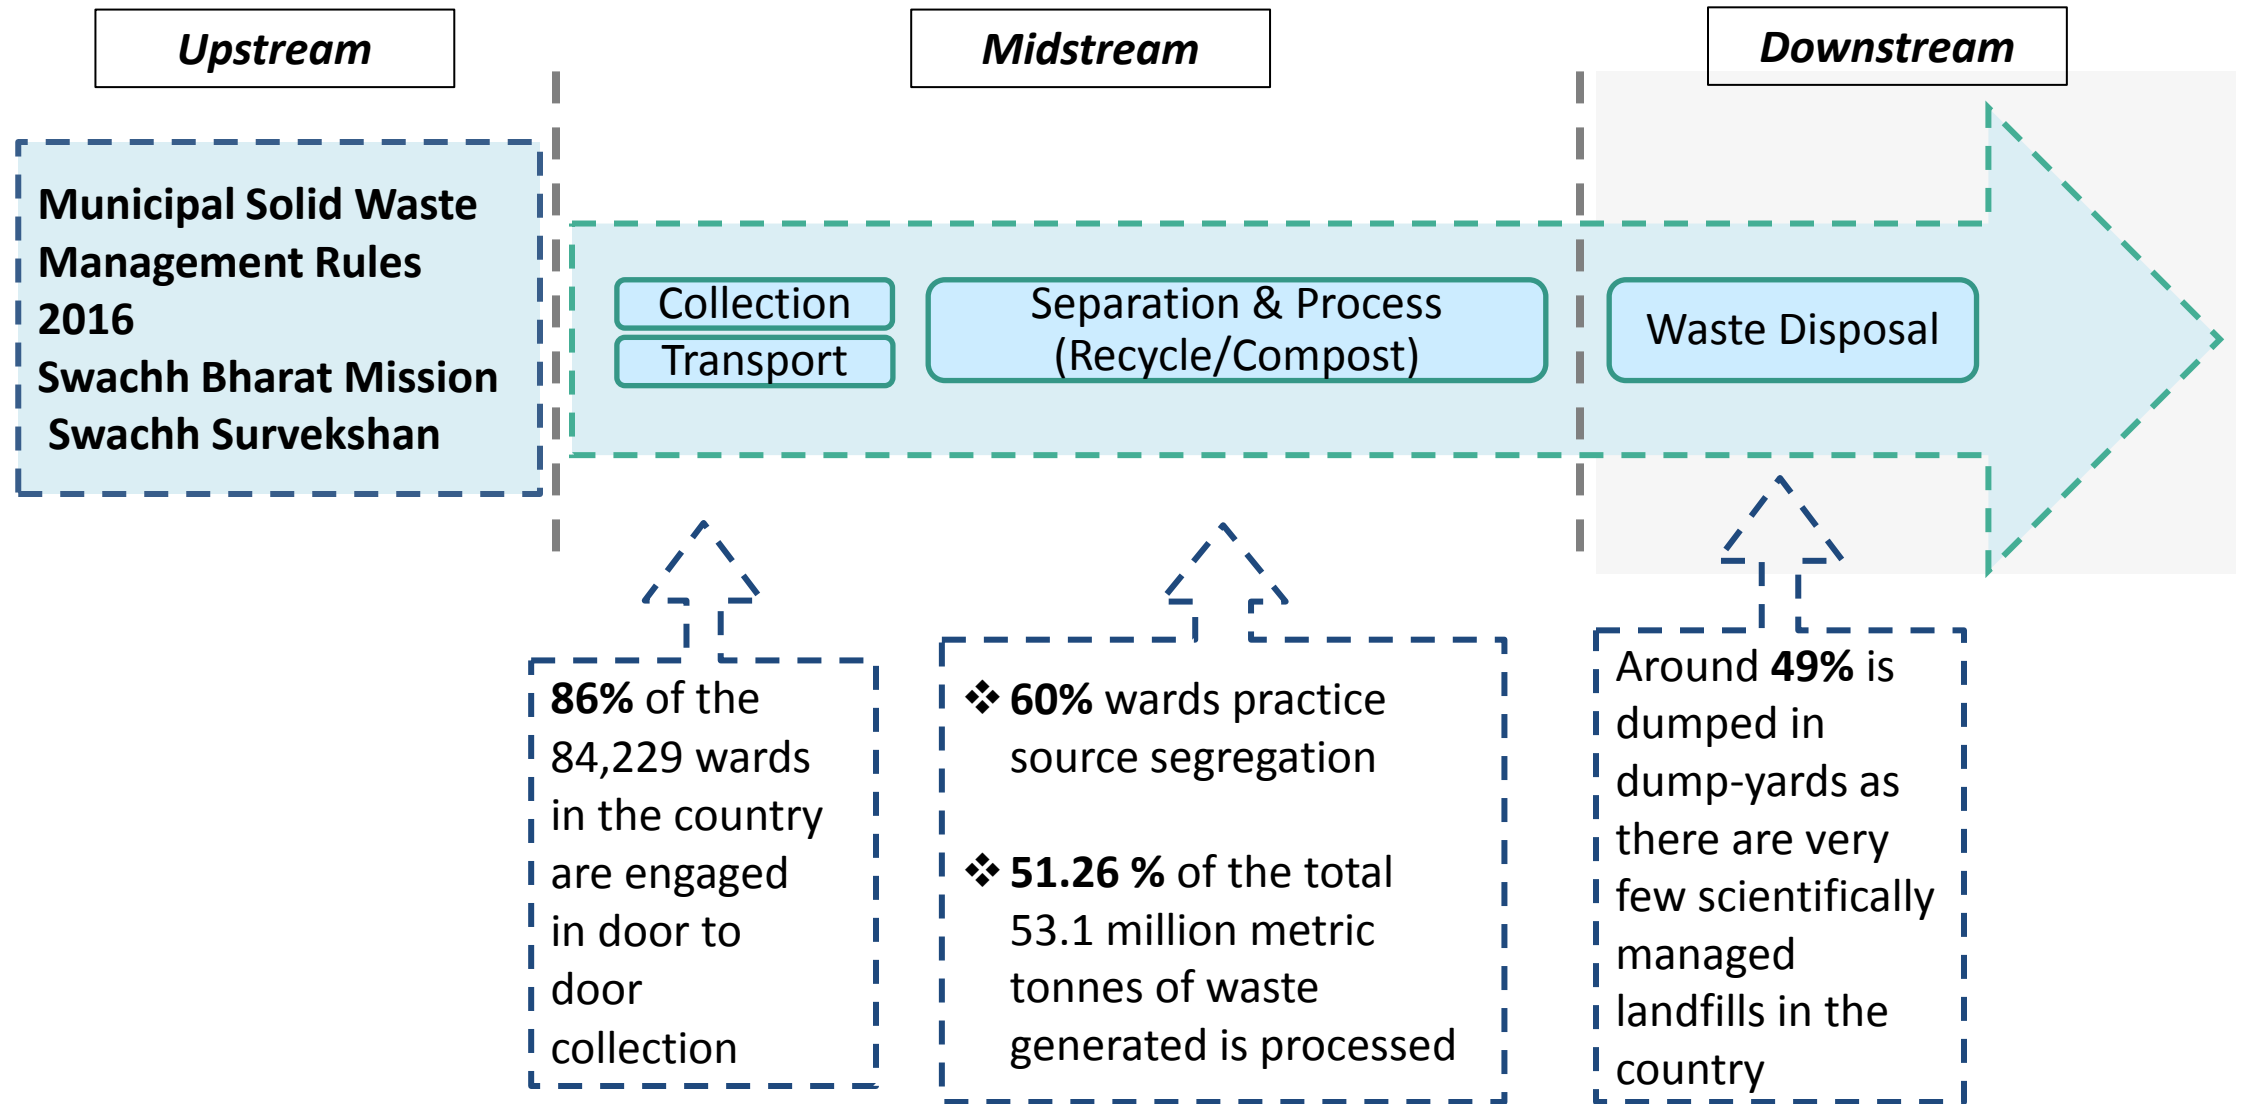 Upstream
Midstream
Downstream
Municipal Solid Waste
Management Rules
2016
Swachh Bharat Mission
Swachh Survekshan
Collection
Transport
Separation & Process
(Recycle/Compost)
Waste Disposal
86% of the
84,229 wards
in the country
are engaged
in door to
door
collection
❖ 60% wards practice
source segregation
❖ 51.26 % of the total
53.1 million metric
tonnes of waste
generated is processed
Around 49% is
dumped in
dump-yards as
there are very
few scientifically
managed
landfills in the
country